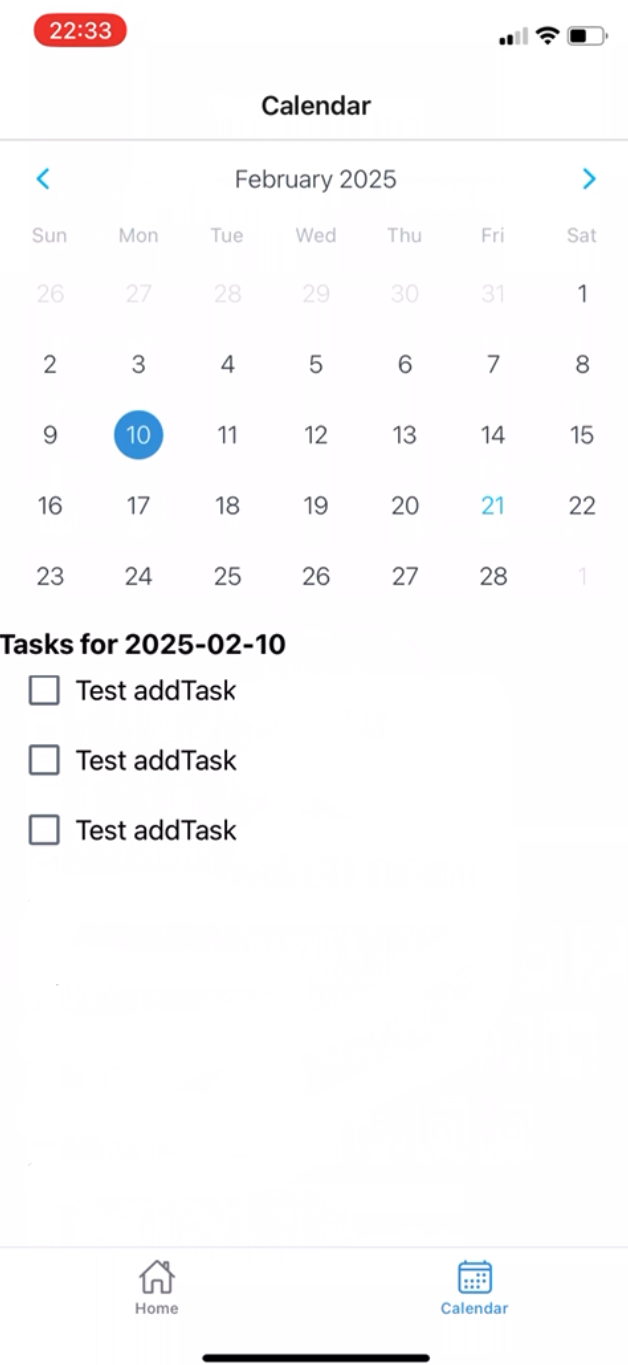 22:33
Calendar
February 2025
Sun Mon Tue Wed Thu Fri Sat
26 27 28 29 30 31 1
2 3 4 5 6 7 8
9 10 11 12 13 14 15
16 17 18 19 20 21 22
23 24 25 26 27 28 1
Tasks for 2025-02-10
Test addTask
Test addTask
Test addTask
Home Calendar